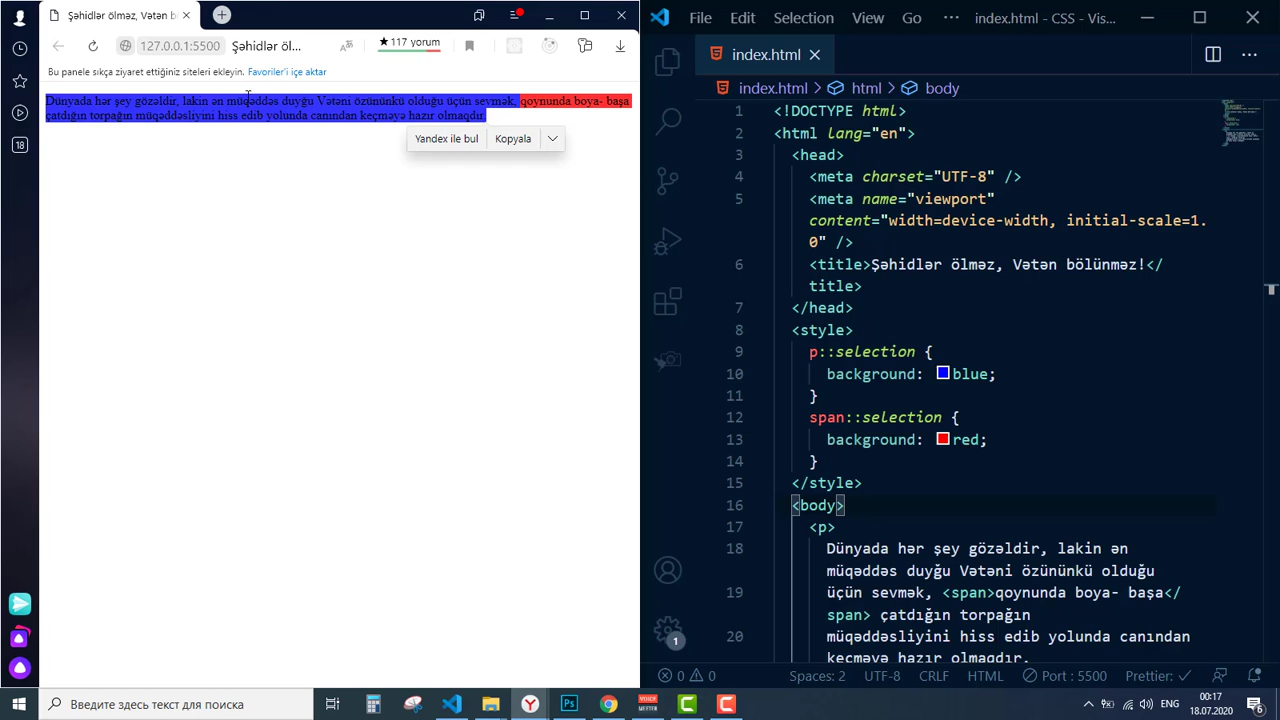 Şəhidlər ölməz, Vətən b
127.0.0.1:5500
Şəhidlər öl...
★ 117 yorum
Bu panele sıkça ziyaret ettiğiniz siteleri ekleyin. Favoriler'i içe aktar
Dünyada hər şey gözəldir, lakin ən müqəddəs duyğu Vətəni özününkü olduğu üçün sevmək, qoynunda boya- başa
çatdığın torpağın müqəddəsliyini hiss edib yolunda canından keçməyə hazır olmaqdır.
Yandex ile bul
Kopyala
18
Введите здесь текст для поиска
File Edit Selection View Go ··· index.html - CSS - Vis...
index.html
index.html > html > body
1 <!DOCTYPE html>
2 <html lang="en">
3 <head>
4 <meta charset="UTF-8" />
5 <meta name="viewport"
content="width=device-width, initial-scale=1.
0" />
6 <title>Şəhidlər ölməz, Vətən bölünməz!</
title>
7 </head>
8 <style>
9 p::selection {
10 background: blue;
11 }
12 span::selection {
13 background: red;
14 }
15 </style>
16 <body>
17 <p>
18 Dünyada hər şey gözəldir, lakin ən
müqəddəs duyğu Vətəni özününkü olduğu
19 üçün sevmək, <span>qoynunda boya- başa</
span> çatdığın torpağın
20 müqəddəsliyini hiss edib yolunda canından
keçməyə hazır olmaqdır.
1
0 0 Spaces: 2 UTF-8 CRLF HTML Port : 5500 Prettier: ✓
VOICE
MEETER
ENG
00:17
18.07.2020
6